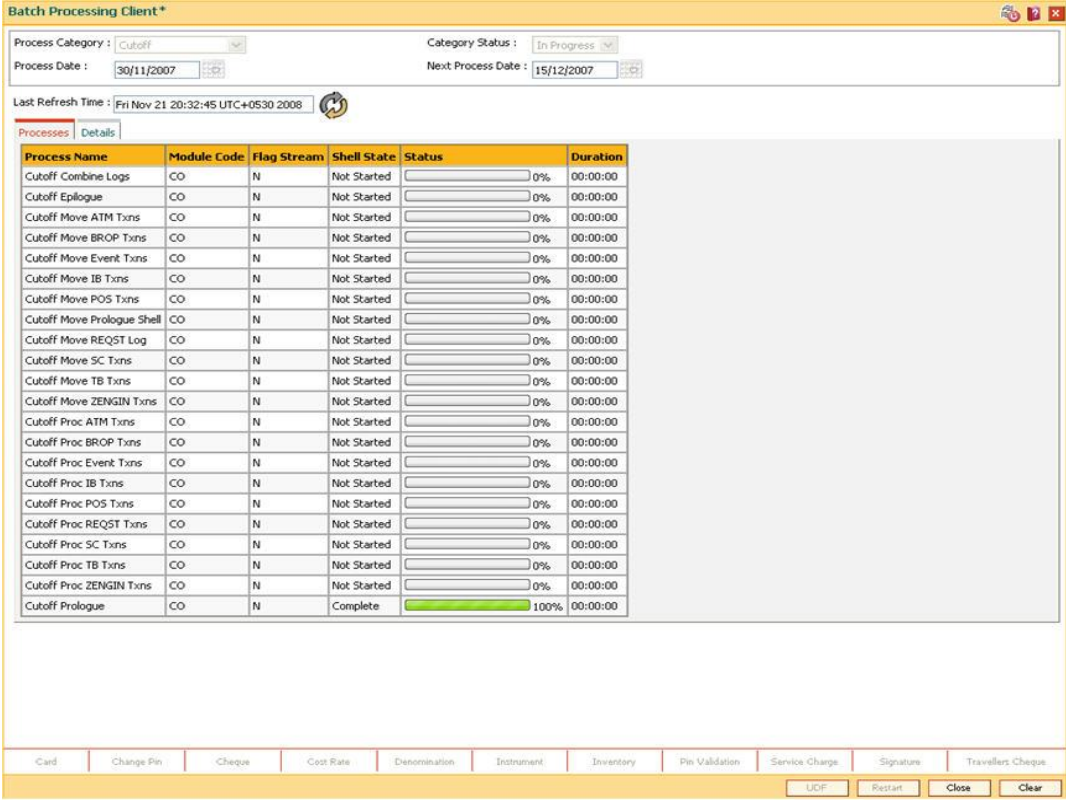 Batch Processing Client*
Process Category : Cutoff Category Status : In Progress
Process Date : 30/11/2007 Next Process Date : 15/12/2007
Last Refresh Time : Fri Nov 21 20:32:45 UTC+0530 2008
Processes Details
Process Name Module Code Flag Stream Shell State Status Duration
Cutoff Combine Logs CO N Not Started 0% 00:00:00
Cutoff Epilogue CO N Not Started 0% 00:00:00
Cutoff Move ATM Txns CO N Not Started 0% 00:00:00
Cutoff Move BROP Txns CO N Not Started 0% 00:00:00
Cutoff Move Event Txns CO N Not Started 0% 00:00:00
Cutoff Move IB Txns CO N Not Started 0% 00:00:00
Cutoff Move POS Txns CO N Not Started 0% 00:00:00
Cutoff Move Prologue Shell CO N Not Started 0% 00:00:00
Cutoff Move REQST Log CO N Not Started 0% 00:00:00
Cutoff Move SC Txns CO N Not Started 0% 00:00:00
Cutoff Move TB Txns CO N Not Started 0% 00:00:00
Cutoff Move ZENGIN Txns CO N Not Started 0% 00:00:00
Cutoff Proc ATM Txns CO N Not Started 0% 00:00:00
Cutoff Proc BROP Txns CO N Not Started 0% 00:00:00
Cutoff Proc Event Txns CO N Not Started 0% 00:00:00
Cutoff Proc IB Txns CO N Not Started 0% 00:00:00
Cutoff Proc POS Txns CO N Not Started 0% 00:00:00
Cutoff Proc REQST Txns CO N Not Started 0% 00:00:00
Cutoff Proc SC Txns CO N Not Started 0% 00:00:00
Cutoff Proc TB Txns CO N Not Started 0% 00:00:00
Cutoff Proc ZENGIN Txns CO N Not Started 0% 00:00:00
Cutoff Prologue CO N Complete 100% 00:00:00
Card Change Pin Cheque Cost Rate Denomination Instrument Inventory Pin Validation Service Charge Signature Travellers Cheque
UDF Restart Close Clear